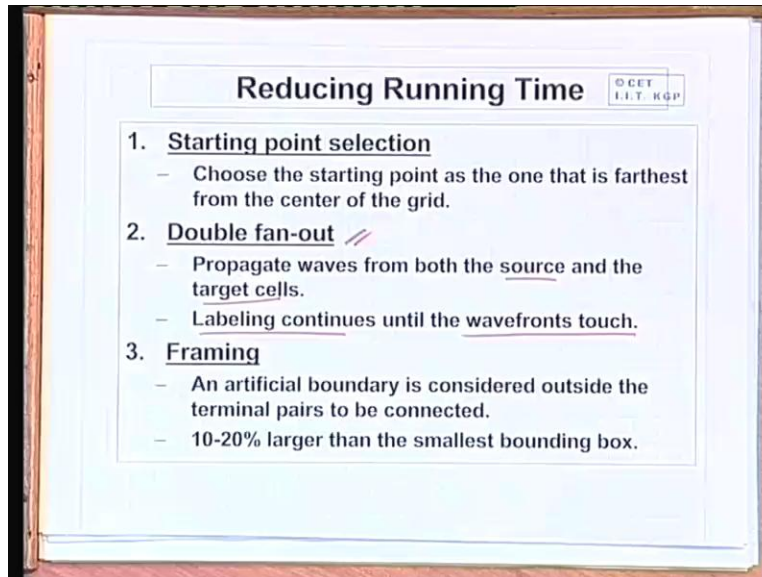 Reducing Running Time
© CET
I.I.T. KGP
1. Starting point selection
– Choose the starting point as the one that is farthest
from the center of the grid.
2. Double fan-out
– Propagate waves from both the source and the
target cells.
– Labeling continues until the wavefronts touch.
3. Framing
– An artificial boundary is considered outside the
terminal pairs to be connected.
– 10-20% larger than the smallest bounding box.